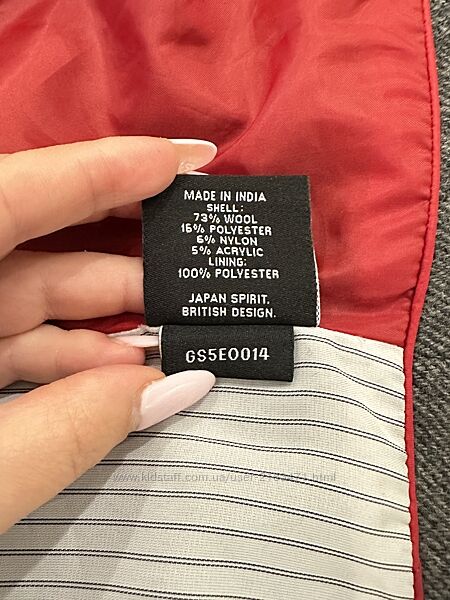 MADE IN INDIA
SHELL:
73% WOOL
16% POLYESTER
6% NYLON
5% ACRYLIC
LINING:
100% POLYESTER
JAPAN SPIRIT.
BRITISH DESIGN.
GS5EO014